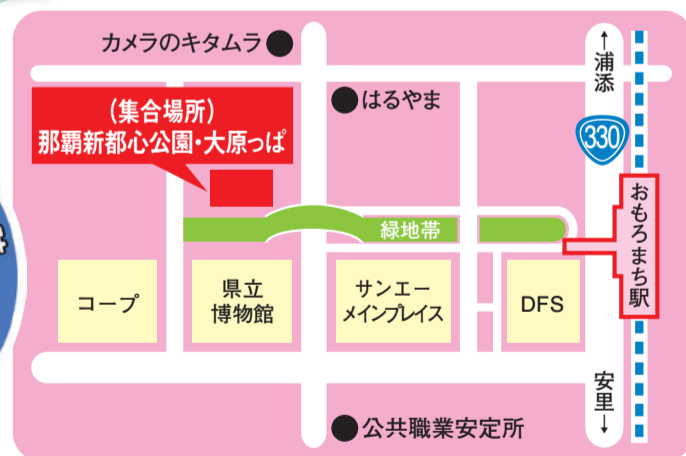 カメラのキタムラ
↑
浦添
はるやま
(集合場所)
那覇新都心公園・大原っぱ
330
おもろまち駅
緑地帯
コープ
県立
博物館
サンエー
メインプレイス
DFS
安里
↓
公共職業安定所